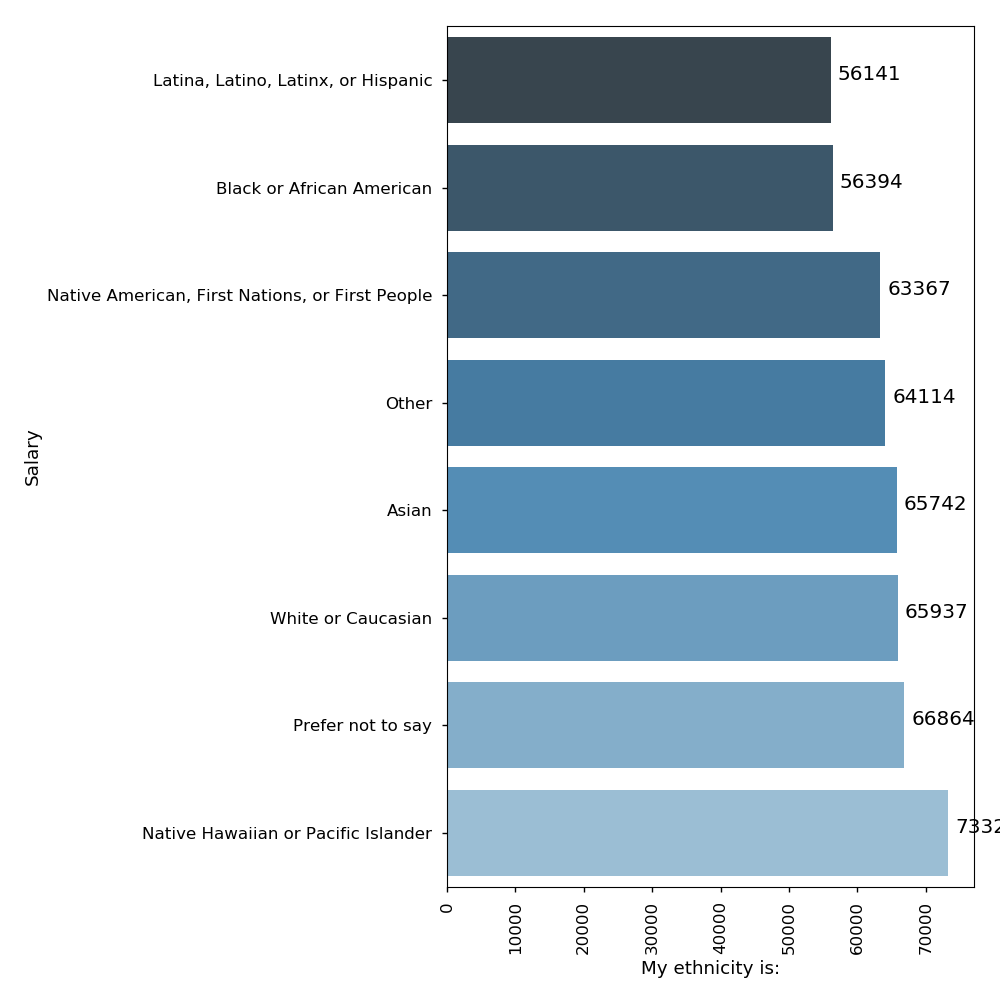 Latina, Latino, Latinx, or Hispanic 56141
Black or African American 56394
Native American, First Nations, or First People 63367
Other 64114
Salary
Asian 65742
White or Caucasian 65937
Prefer not to say 66864
Native Hawaiian or Pacific Islander 7332
0 10000 20000 30000 40000 50000 60000 70000
My ethnicity is: